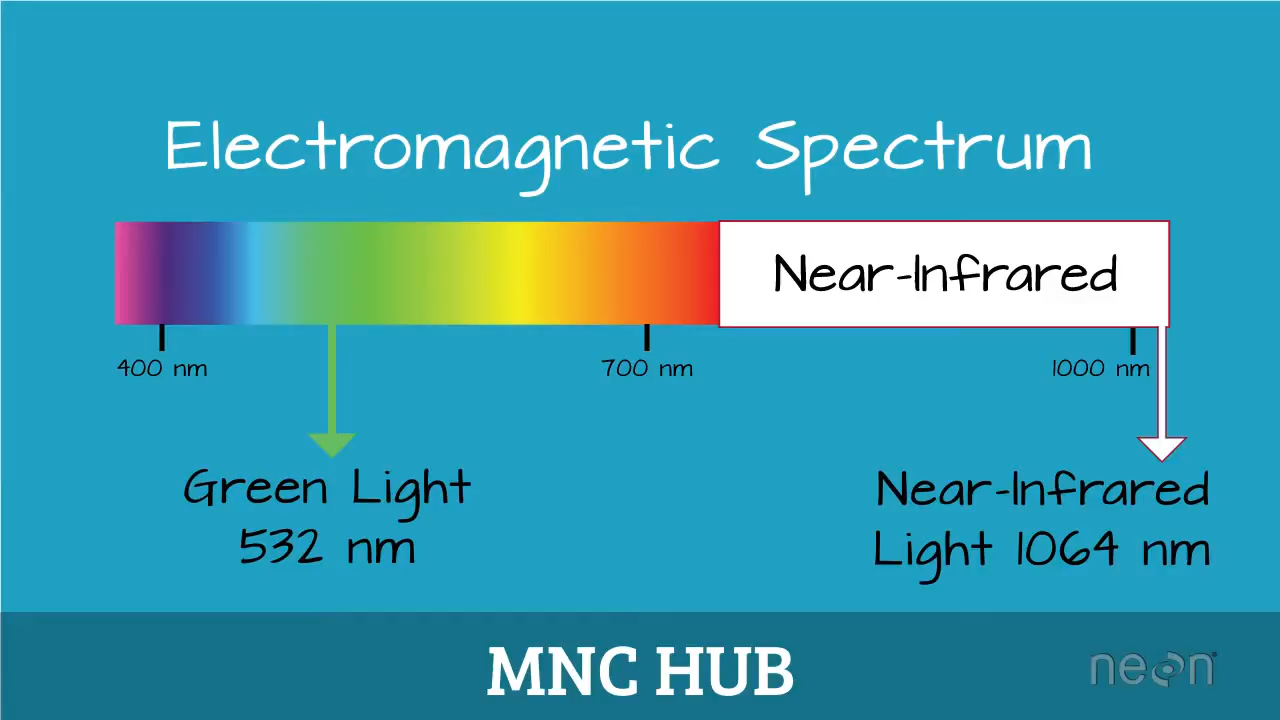 Electromagnetic Spectrum
Near-Infrared
400 nm
700 nm
1000 nm
Green Light
532 nm
Near-Infrared
Light 1064 nm
MNC HUB
neon